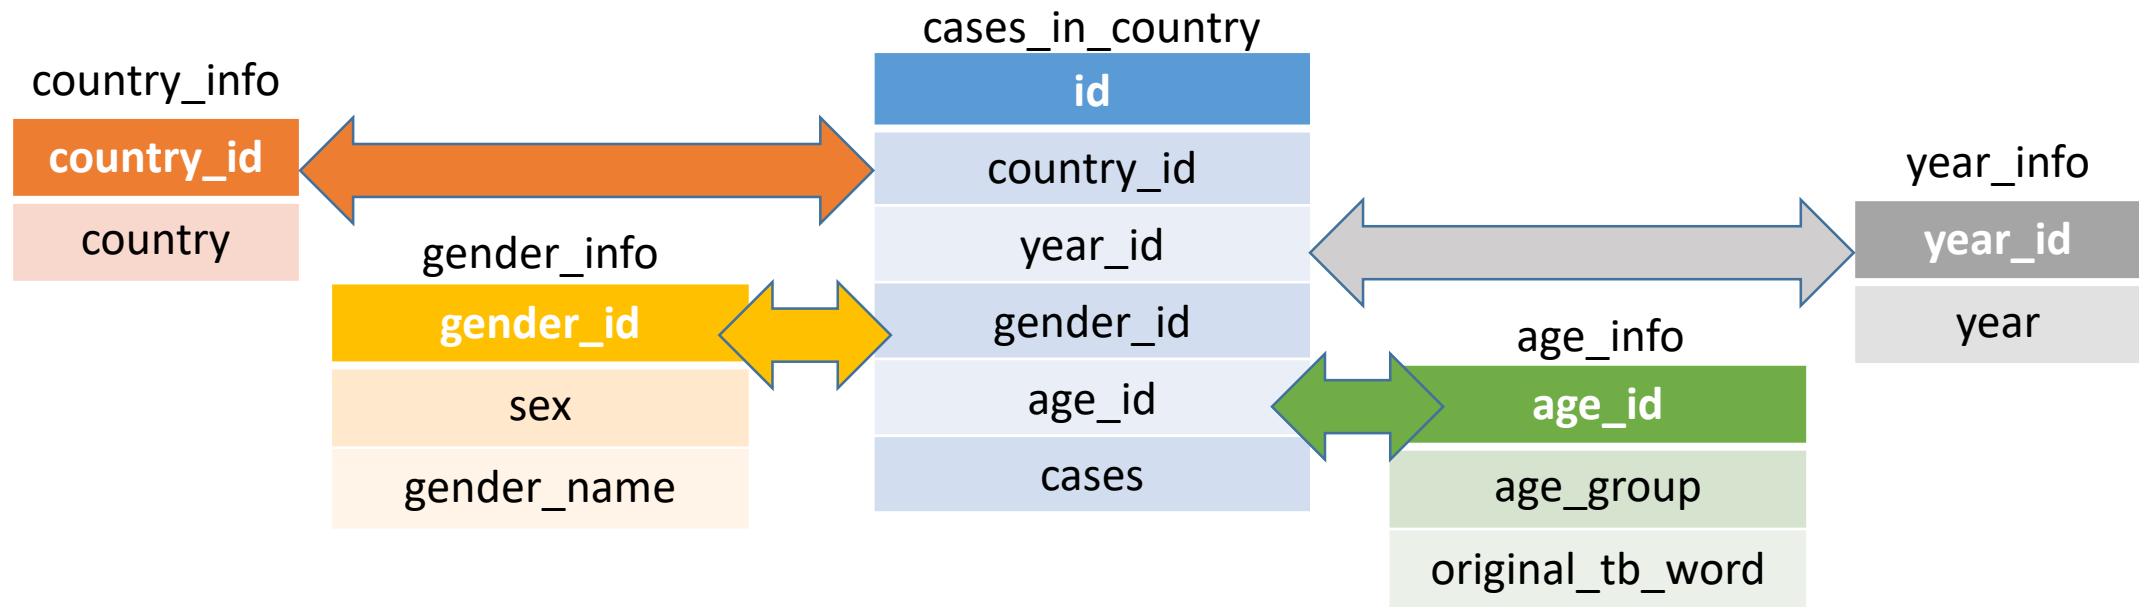 country_info
country_id
country
gender_info
gender_id
sex
gender_name
cases_in_country
id
country_id
year_id
gender_id
age_id
cases
year_info
year_id
year
age_info
age_id
age_group
original_tb_word